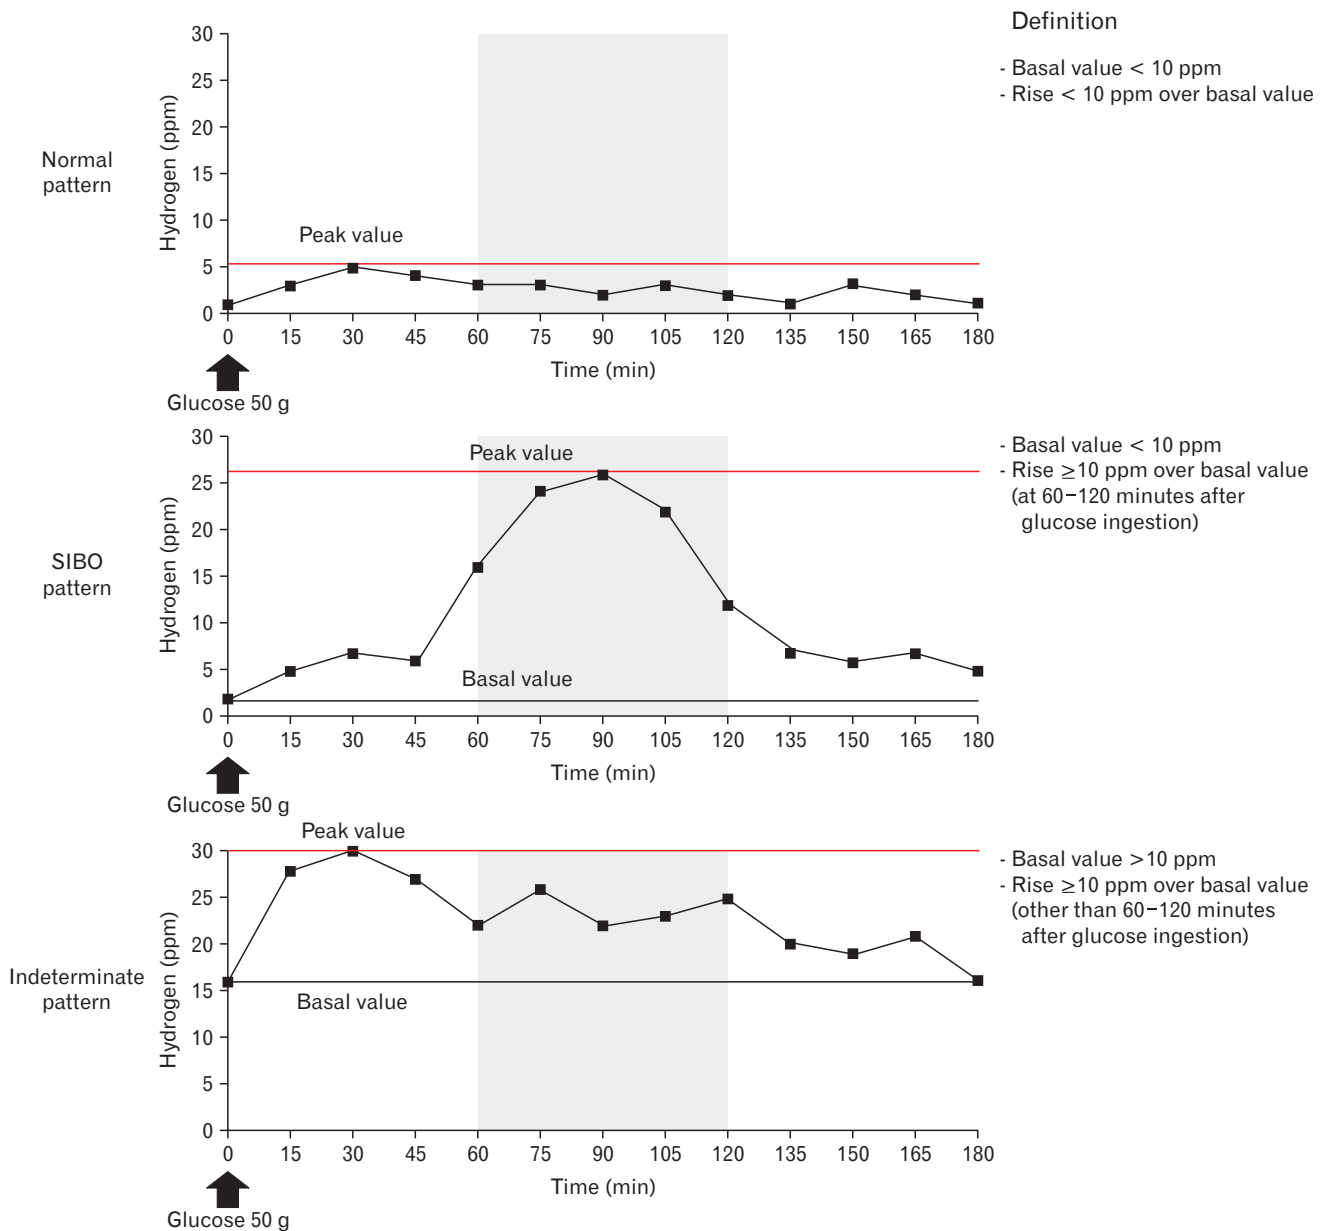 Definition
Normal
pattern
Hydrogen (ppm)
30
25
20
15
10
5
0
Peak value
0 15 30 45 60 75 90 105 120 135 150 165 180
Time (min)
Glucose 50 g
- Basal value < 10 ppm
- Rise < 10 ppm over basal value
SIBO
pattern
Hydrogen (ppm)
30
25
20
15
10
5
0
Peak value
Basal value
0 15 30 45 60 75 90 105 120 135 150 165 180
Time (min)
Glucose 50 g
- Basal value < 10 ppm
- Rise ≥10 ppm over basal value
(at 60−120 minutes after
glucose ingestion)
Indeterminate
pattern
Hydrogen (ppm)
30
25
20
15
10
5
0
Peak value
Basal value
0 15 30 45 60 75 90 105 120 135 150 165 180
Time (min)
Glucose 50 g
- Basal value >10 ppm
- Rise ≥10 ppm over basal value
(other than 60−120 minutes
after glucose ingestion)